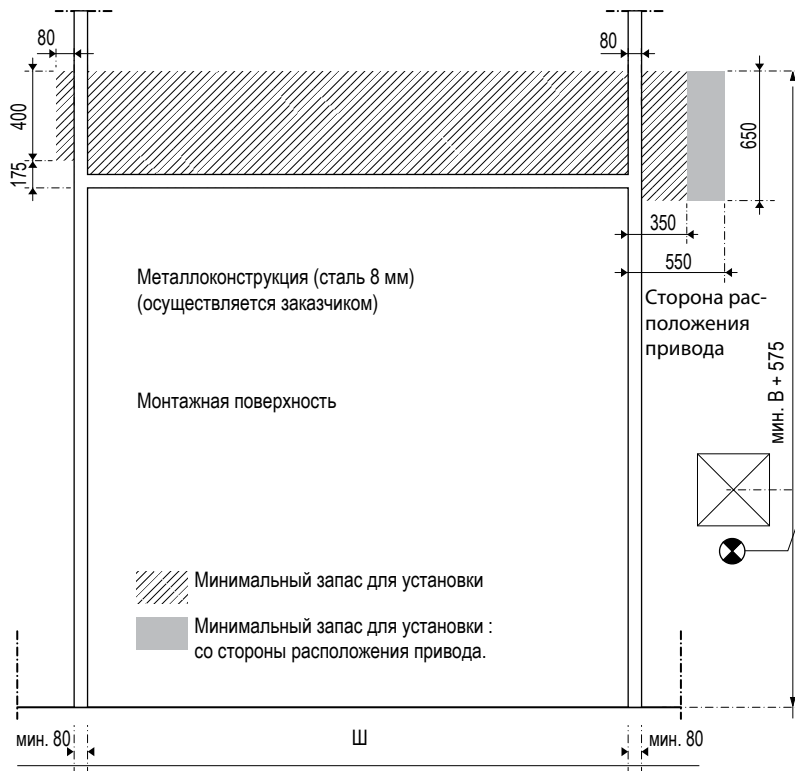 80
80
400
175
650
350
550
Металлоконструкция (сталь 8 мм)
(осуществляется заказчиком)
Сторона рас-
положения
привода
мин. В + 575
Монтажная поверхность
Минимальный запас для установки
Минимальный запас для установки :
со стороны расположения привода.
мин. 80
Ш
мин. 80